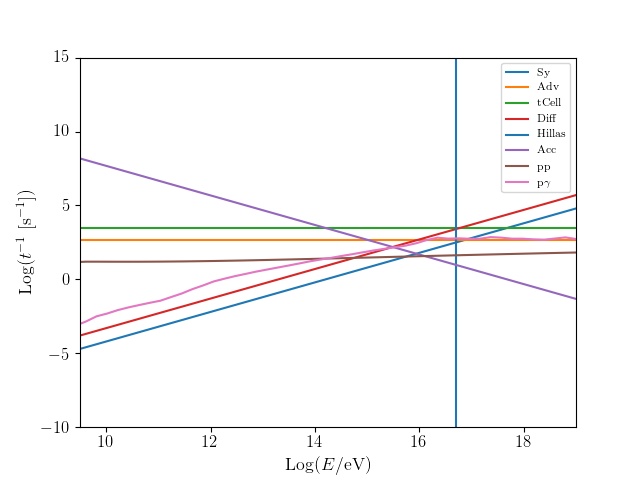 15
10
5
0
−5
−10
Log(t⁻¹ [s⁻¹])
10
12
14
16
18
Log(E/eV)
Sy
Adv
tCell
Diff
Hillas
Acc
pp
pγ